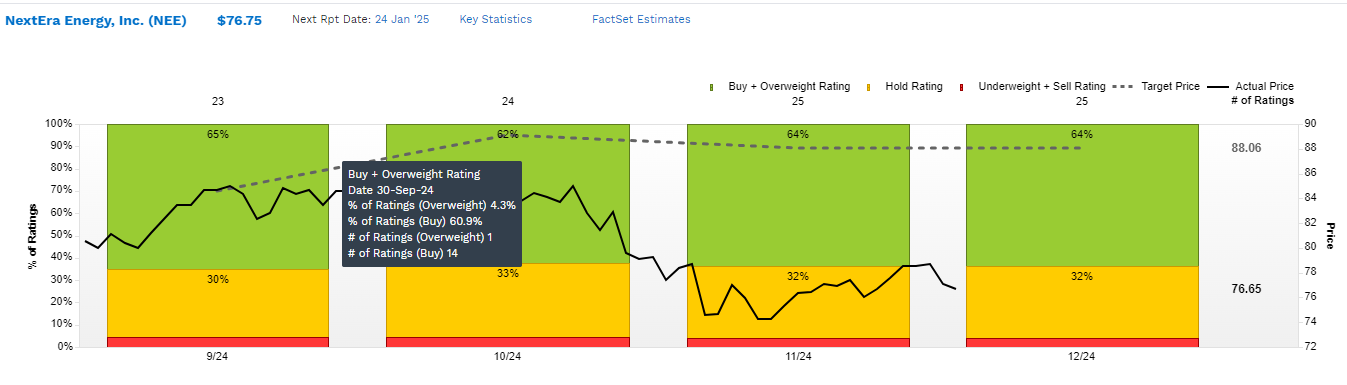 NextEra Energy, Inc. (NEE) $76.75 Next Rpt Date: 24 Jan '25 Key Statistics FactSet Estimates
Buy + Overweight Rating Hold Rating Underweight + Sell Rating Target Price Actual Price
23 24 25 25 # of Ratings
100% 90
65% 62% 64% 64%
90% 88.06 88
80% 86
Buy + Overweight Rating
Date 30-Sep-24
% of Ratings (Overweight) 4.3%
% of Ratings (Buy) 60.9%
# of Ratings (Overweight) 1
# of Ratings (Buy) 14
70% 84
60% 82
50% 80
% of Ratings
Price
40% 78
30% 33% 32% 32%
30% 76.65 76
20%
10% 74
0% 72
9/24 10/24 11/24 12/24